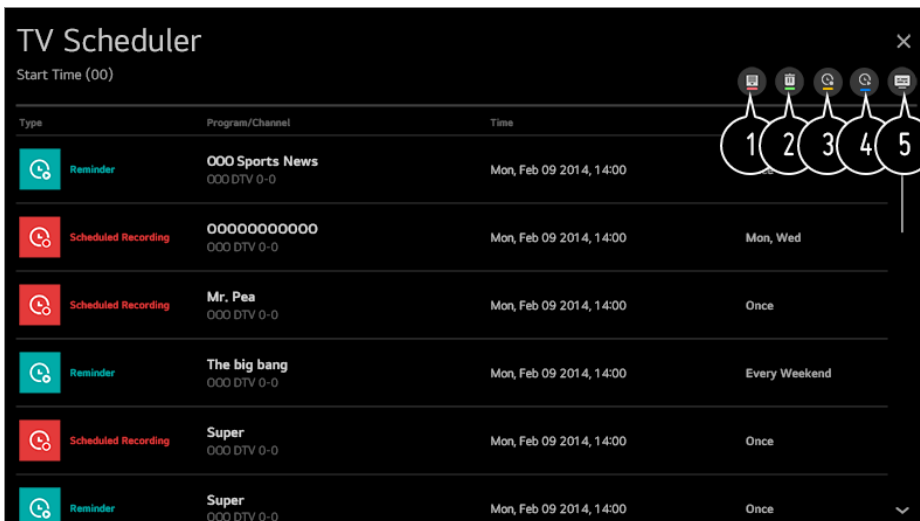 TV Scheduler
Start Time (00)
1 2 3 4 5
Type Program/Channel Time
Reminder OOO Sports News Mon, Feb 09 2014, 14:00
OOO DTV 0-0
Scheduled Recording OOOOOOOOOOO Mon, Feb 09 2014, 14:00 Mon, Wed
OOO DTV 0-0
Scheduled Recording Mr. Pea Mon, Feb 09 2014, 14:00 Once
OOO DTV 0-0
Reminder The big bang Mon, Feb 09 2014, 14:00 Every Weekend
OOO DTV 0-0
Scheduled Recording Super Mon, Feb 09 2014, 14:00 Once
OOO DTV 0-0
Reminder Super Mon, Feb 09 2014, 14:00 Once
OOO DTV 0-0